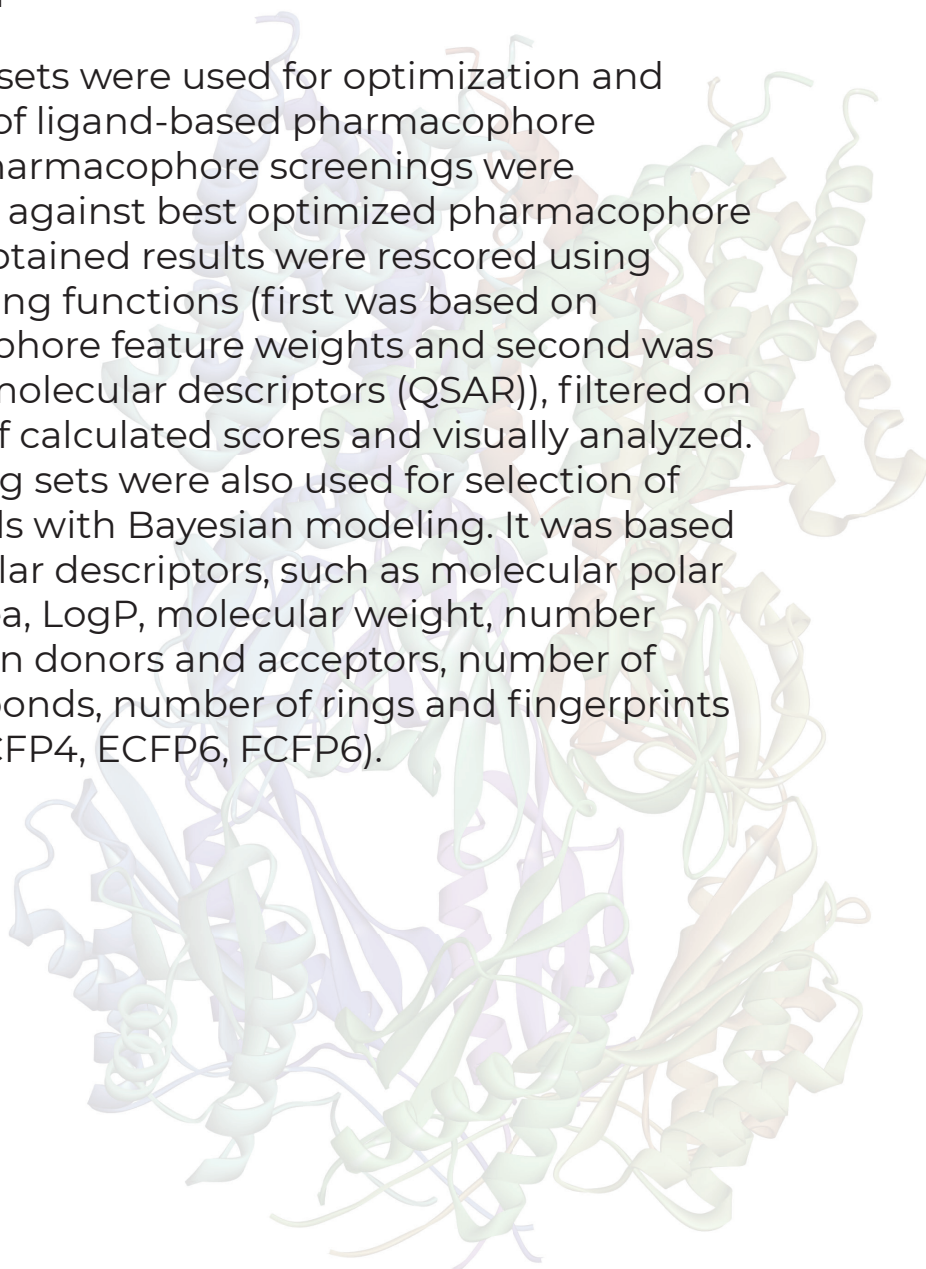 sets were used for optimization and
of ligand-based pharmacophore
harmacophore screenings were
against best optimized pharmacophore
otained results were rescored using
ng functions (first was based on
phore feature weights and second was
molecular descriptors (QSAR)), filtered on
f calculated scores and visually analyzed.
g sets were also used for selection of
ds with Bayesian modeling. It was based
lar descriptors, such as molecular polar
a, LogP, molecular weight, number
n donors and acceptors, number of
bonds, number of rings and fingerprints
CFP4, ECFP6, FCFP6).